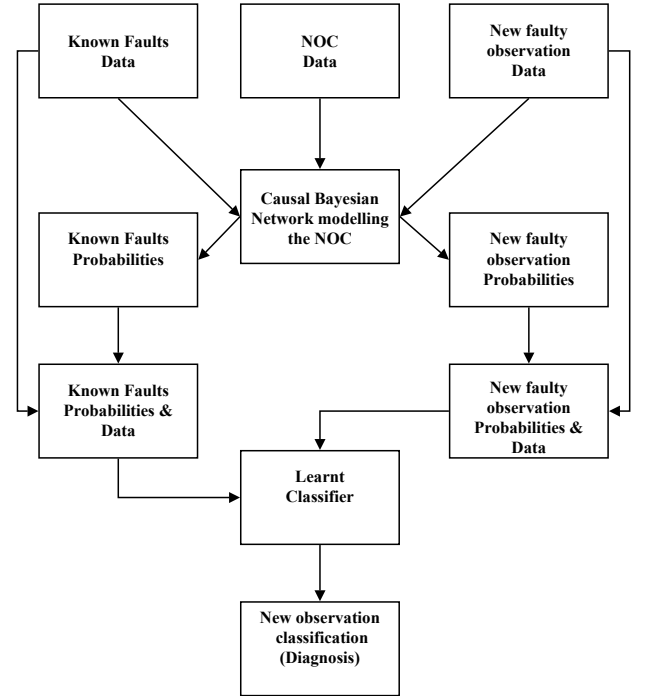 Known Faults
Data
NOC
Data
New faulty
observation
Data
Causal Bayesian
Network modelling
the NOC
Known Faults
Probabilities
New faulty
observation
Probabilities
Known Faults
Probabilities &
Data
New faulty
observation
Probabilities &
Data
Learnt
Classifier
New observation
classification
(Diagnosis)